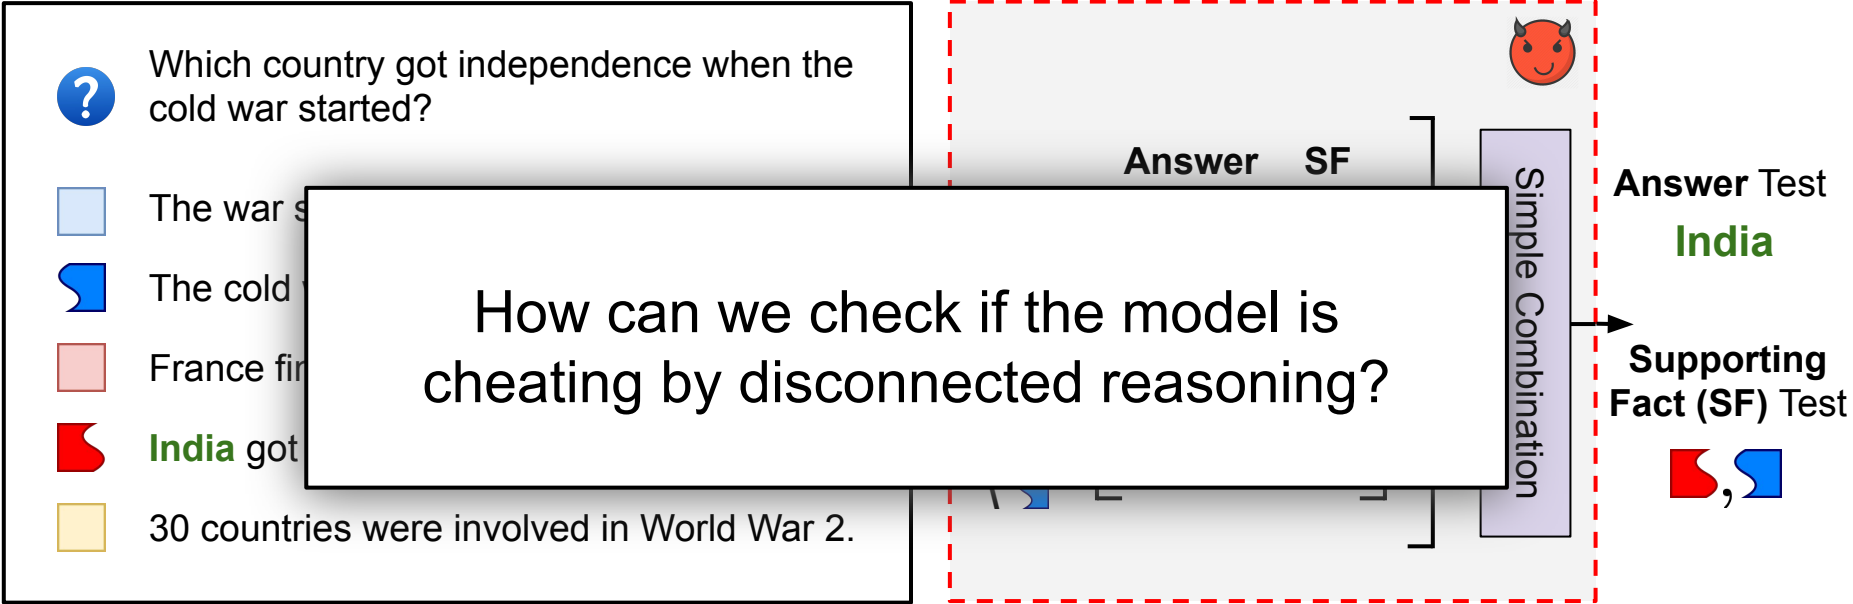 Which country got independence when the
cold war started?
The war
The cold
France
India got
30 countries were involved in World War 2.
How can we check if the model is
cheating by disconnected reasoning?
Answer SF
Simple Combination
Answer Test
India
Supporting
Fact (SF) Test
,